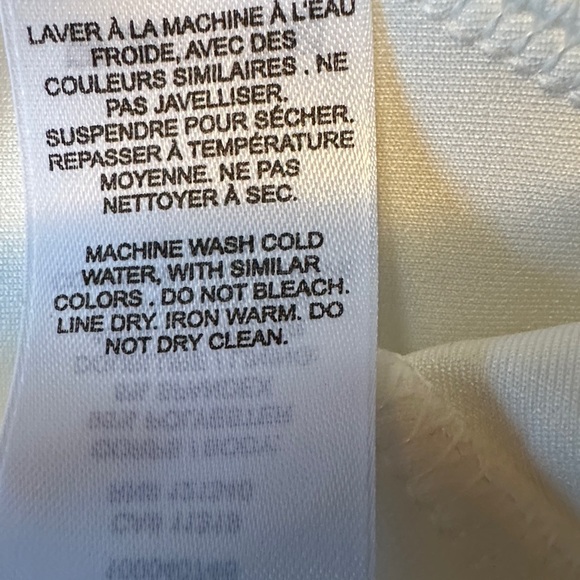 LAVER À LA MACHINE À L'EAU
FROIDE, AVEC DES
COULEURS SIMILAIRES . NE
PAS JAVELLISER.
SUSPENDRE POUR SÉCHER.
REPASSER À TEMPÉRATURE
MOYENNE. NE PAS
NETTOYER À SEC.
MACHINE WASH COLD
WATER, WITH SIMILAR
COLORS . DO NOT BLEACH.
LINE DRY. IRON WARM. DO
NOT DRY CLEAN.